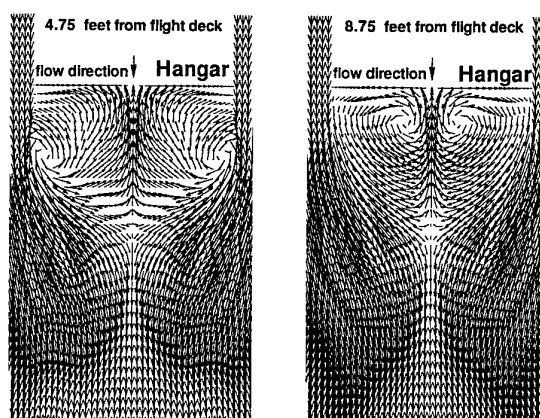 4.75 feet from flight deck
flow direction Hangar
8.75 feet from flight deck
flow direction Hangar